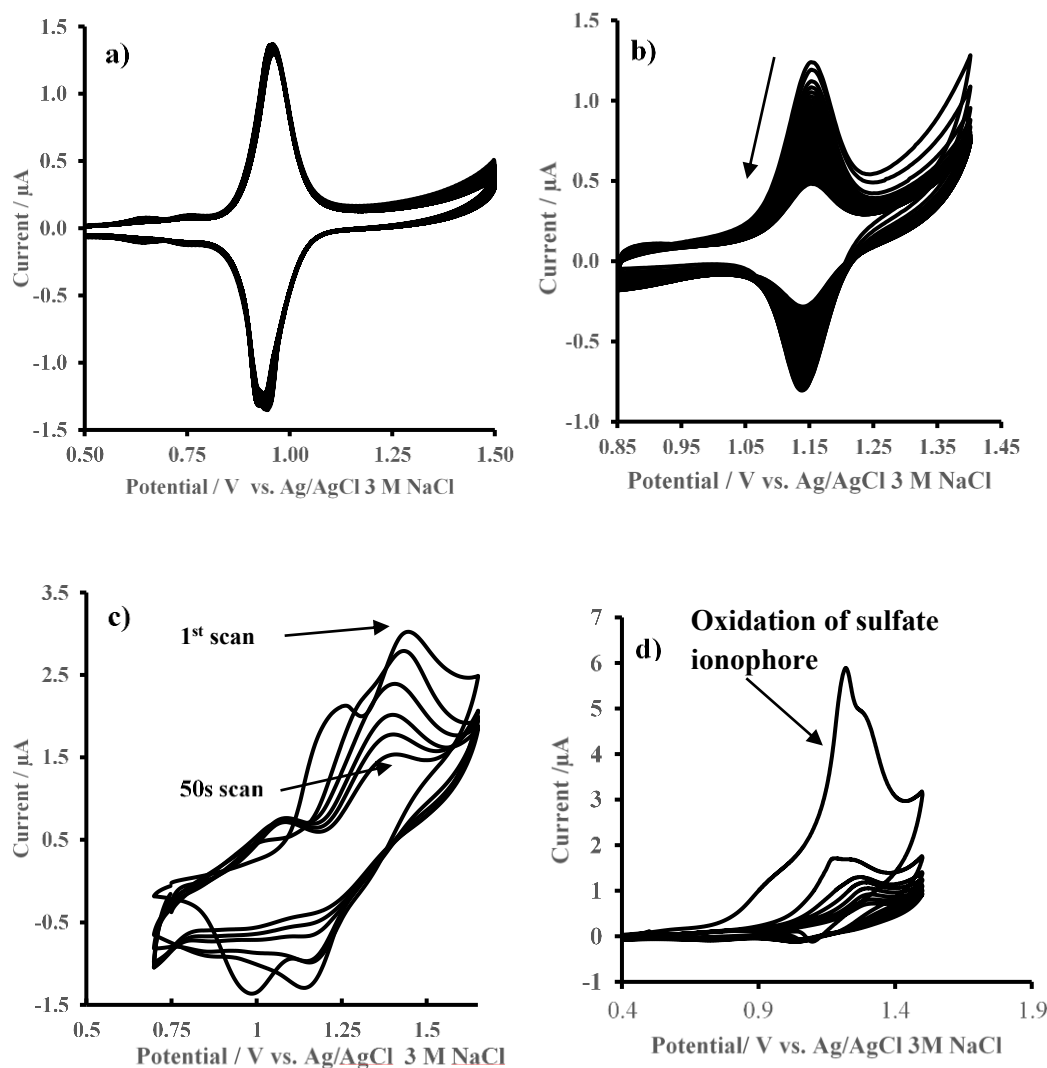 a)
1.5
1.0
0.5
0.0
-0.5
-1.0
-1.5
Current / µA
0.50 0.75 1.00 1.25 1.50
Potential / V vs. Ag/AgCl 3 M NaCl
b)
1.5
1.0
0.5
0.0
-0.5
-1.0
Current / µA
0.85 0.95 1.05 1.15 1.25 1.35 1.45
Potential / V vs. Ag/AgCl 3 M NaCl
c)
3.5
2.5
1.5
0.5
-0.5
-1.5
Current / µA
1st scan
50s scan
0.5 0.75 1 1.25 1.5
Potential / V vs. Ag/AgCl 3 M NaCl
d)
Oxidation of sulfate
ionophore
7
6
5
4
3
2
1
0
-1
Current /µA
0.4 0.9 1.4 1.9
Potential/ V vs. Ag/AgCl 3M NaCl